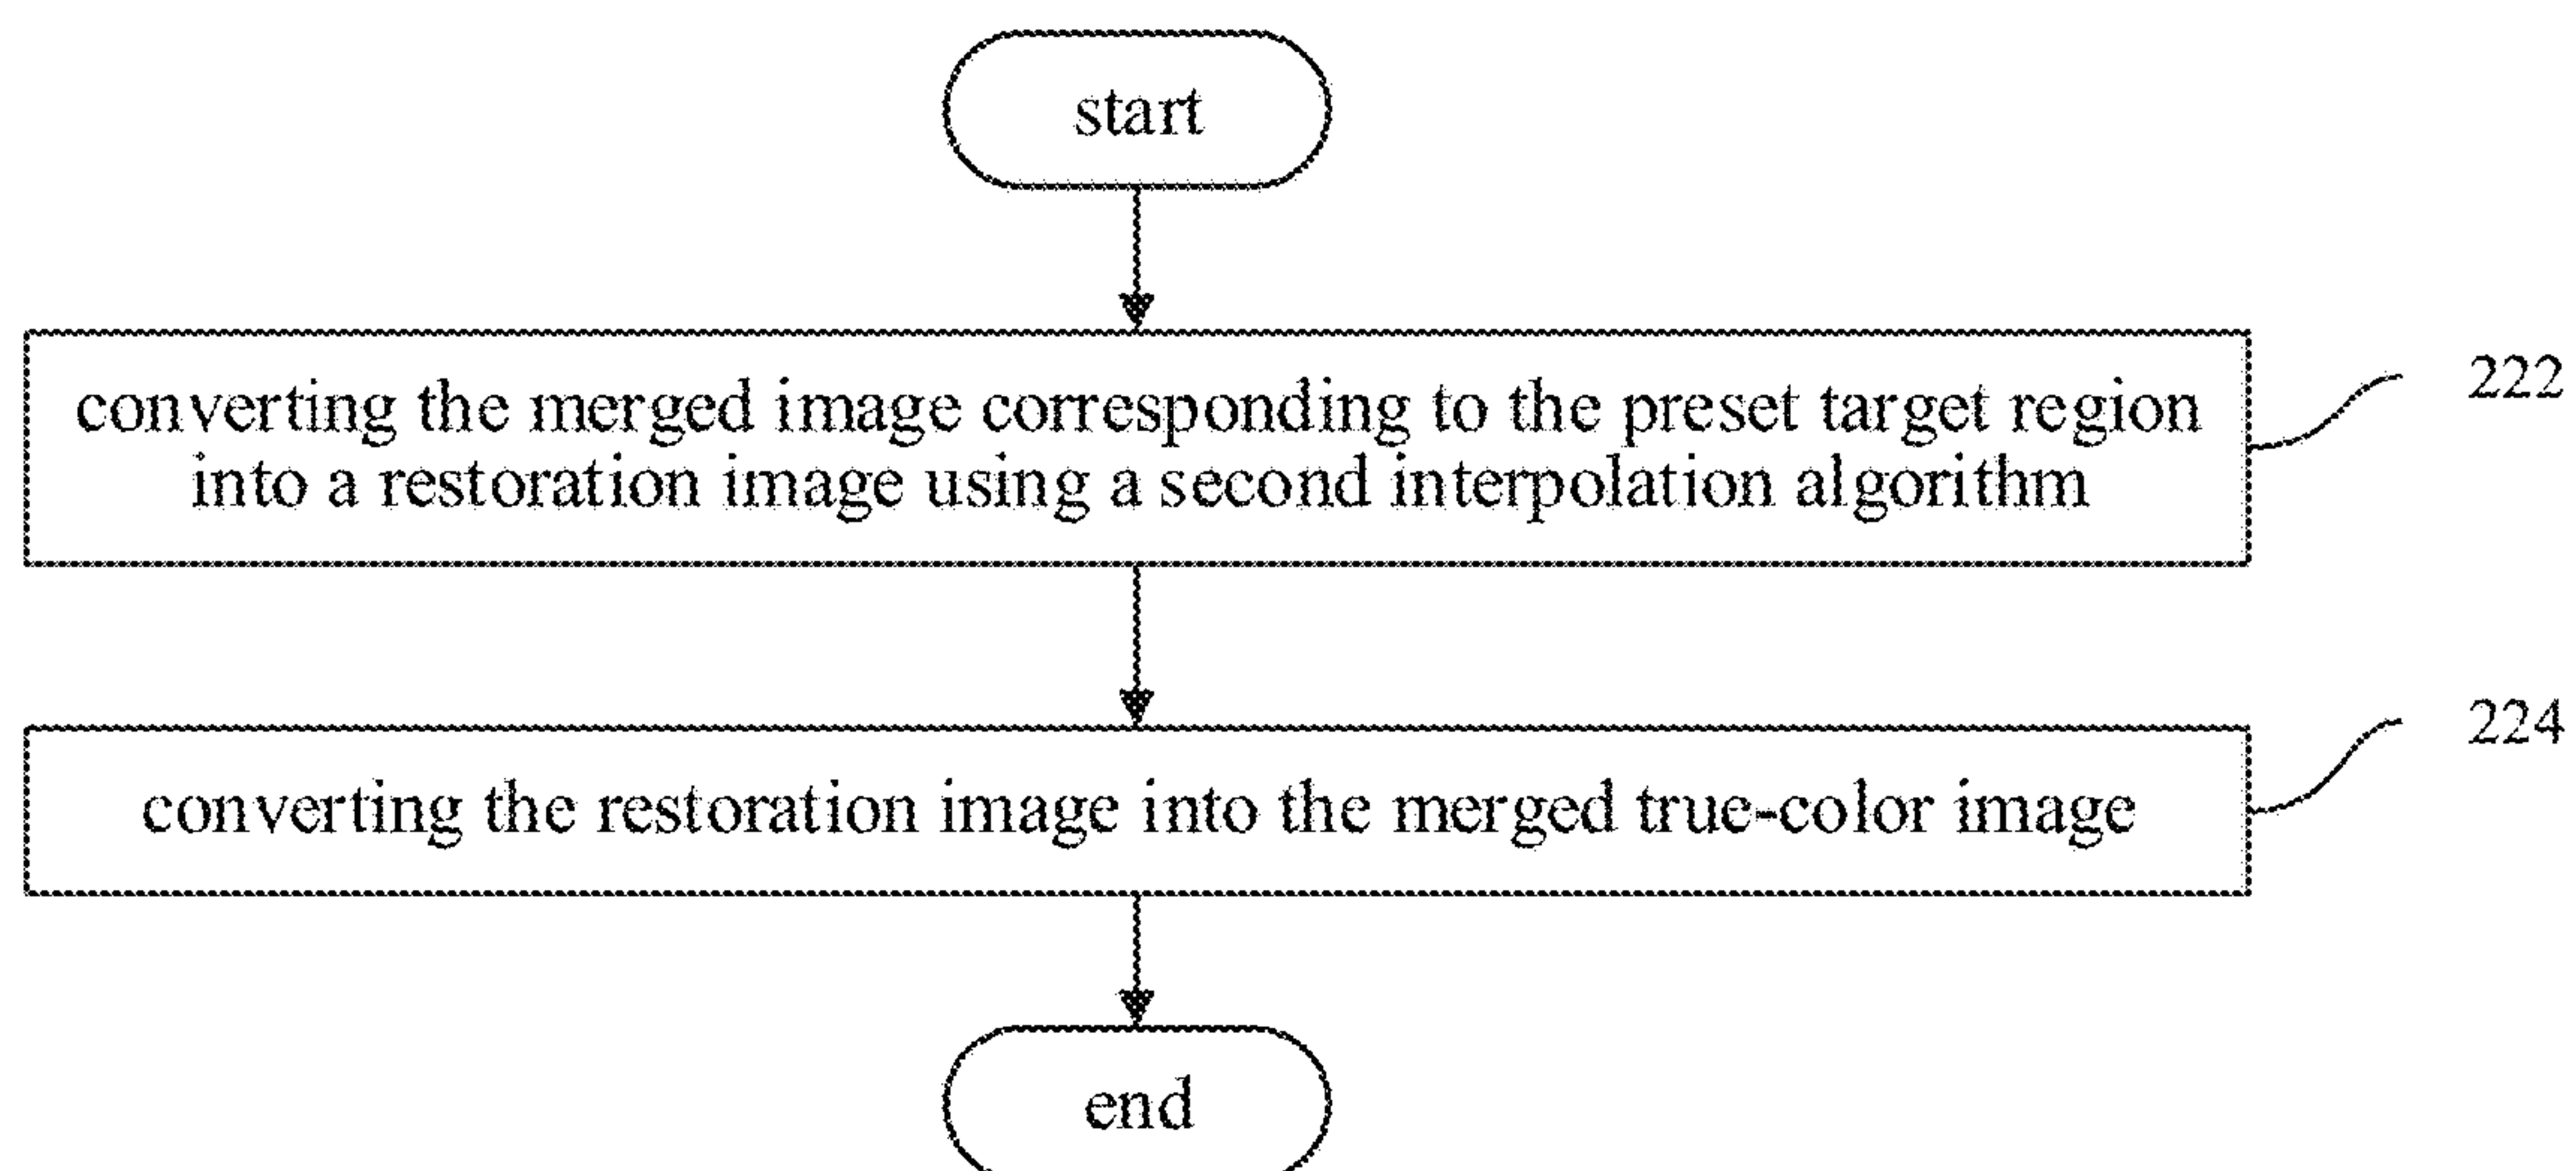 start
converting the merged image corresponding to the preset target region
into a restoration image using a second interpolation algorithm
222
converting the restoration image into the merged true-color image
224
end